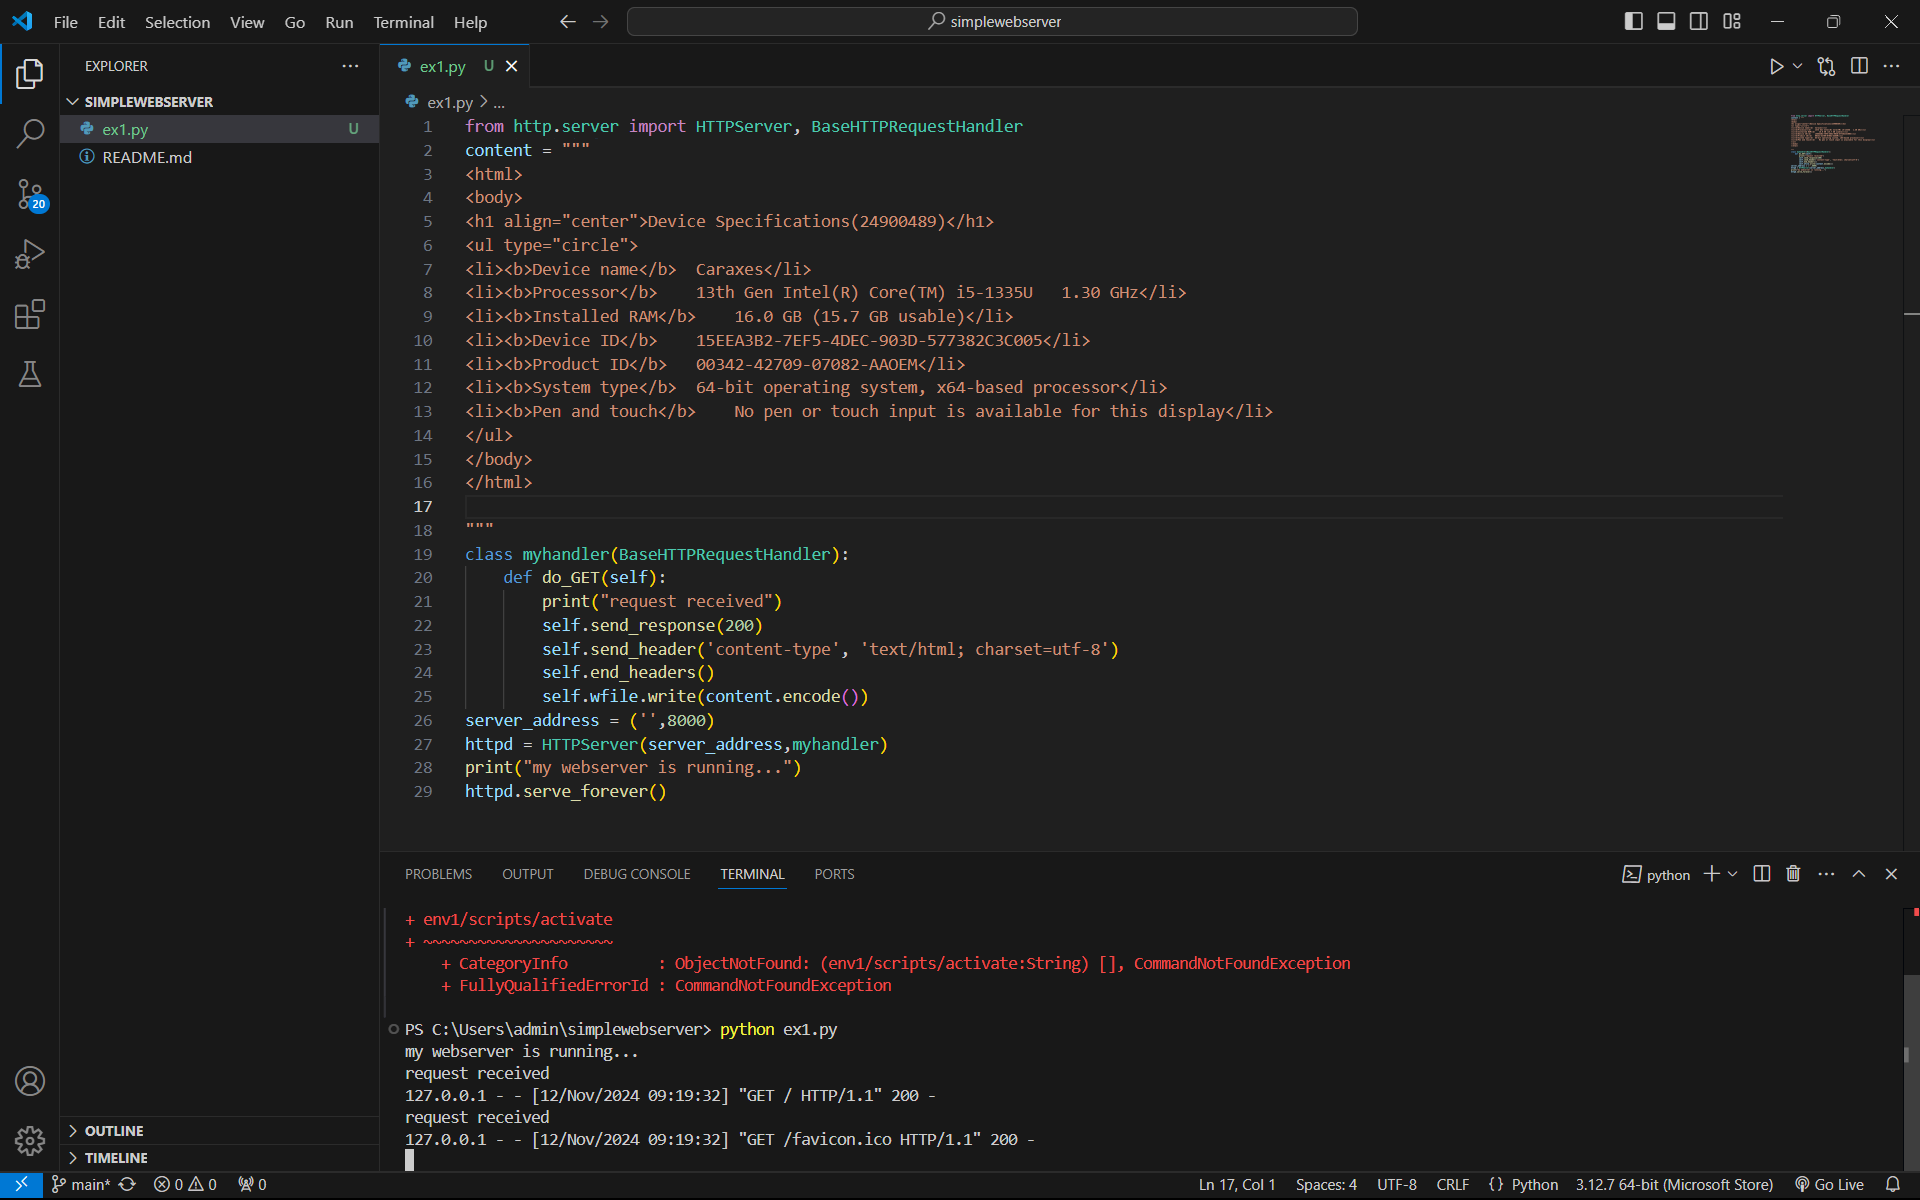 File Edit Selection View Go Run Terminal Help
simplewebserver
EXPLORER
SIMPLEWEBSERVER
ex1.py U
README.md
20
OUTLINE
TIMELINE
ex1.py U
ex1.py > ...
1 from http.server import HTTPServer, BaseHTTPRequestHandler
2 content = """
3 <html>
4 <body>
5 <h1 align="center">Device Specifications(24900489)</h1>
6 <ul type="circle">
7 <li><b>Device name</b>  Caraxes</li>
8 <li><b>Processor</b>    13th Gen Intel(R) Core(TM) i5-1335U   1.30 GHz</li>
9 <li><b>Installed RAM</b>    16.0 GB (15.7 GB usable)</li>
10 <li><b>Device ID</b>    15EEA3B2-7EF5-4DEC-903D-577382C3C005</li>
11 <li><b>Product ID</b>   00342-42709-07082-AAOEM</li>
12 <li><b>System type</b>  64-bit operating system, x64-based processor</li>
13 <li><b>Pen and touch</b>    No pen or touch input is available for this display</li>
14 </ul>
15 </body>
16 </html>
17
18 """
19 class myhandler(BaseHTTPRequestHandler):
20     def do_GET(self):
21         print("request received")
22         self.send_response(200)
23         self.send_header('content-type', 'text/html; charset=utf-8')
24         self.end_headers()
25         self.wfile.write(content.encode())
26 server_address = ('',8000)
27 httpd = HTTPServer(server_address,myhandler)
28 print("my webserver is running...")
29 httpd.serve_forever()
PROBLEMS OUTPUT DEBUG CONSOLE TERMINAL PORTS
python
+ env1/scripts/activate
+ ~~~~~~~~~~~~~~~~~~~~~
    + CategoryInfo          : ObjectNotFound: (env1/scripts/activate:String) [], CommandNotFoundException
    + FullyQualifiedErrorId : CommandNotFoundException
PS C:\Users\admin\simplewebserver> python ex1.py
my webserver is running...
request received
127.0.0.1 - - [12/Nov/2024 09:19:32] "GET / HTTP/1.1" 200 -
request received
127.0.0.1 - - [12/Nov/2024 09:19:32] "GET /favicon.ico HTTP/1.1" 200 -
main* 0 0 0 Ln 17, Col 1 Spaces: 4 UTF-8 CRLF {} Python 3.12.7 64-bit (Microsoft Store) Go Live